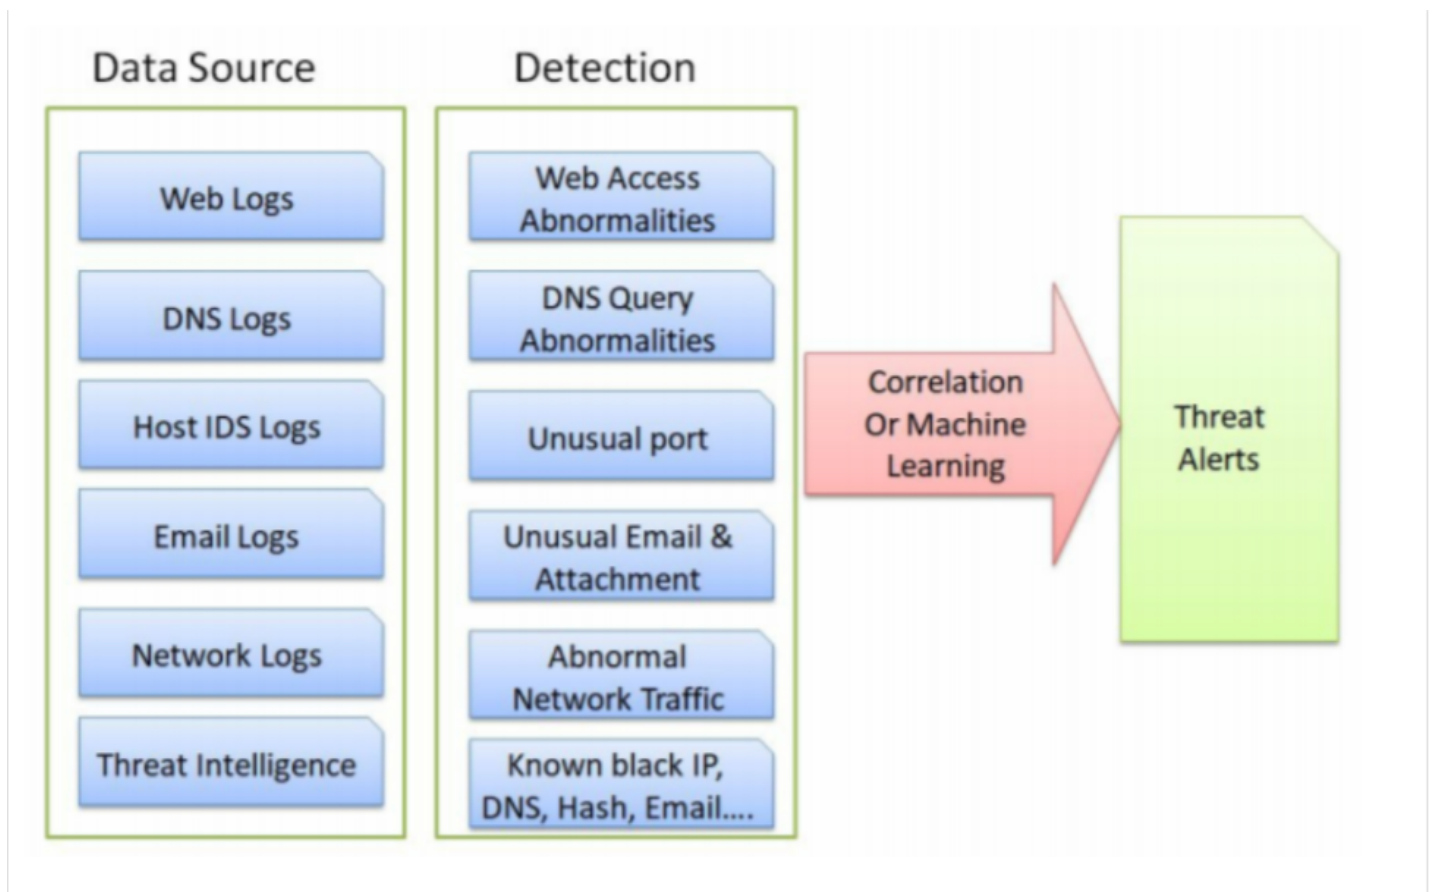 Data Source
Web Logs
DNS Logs
Host IDS Logs
Email Logs
Network Logs
Threat Intelligence
Detection
Web Access
Abnormalities
DNS Query
Abnormalities
Unusual port
Unusual Email &
Attachment
Abnormal
Network Traffic
Known black IP,
DNS, Hash, Email....
Correlation
Or Machine
Learning
Threat
Alerts